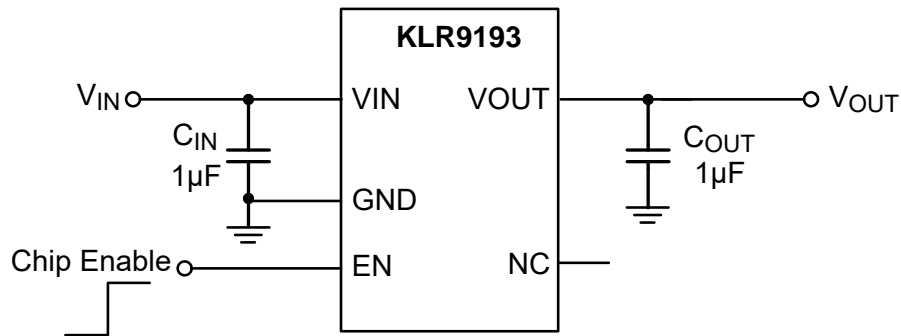 KLR9193
VIN
VIN
VOUT
VOUT
CIN
1µF
COUT
1µF
GND
Chip Enable
EN
NC